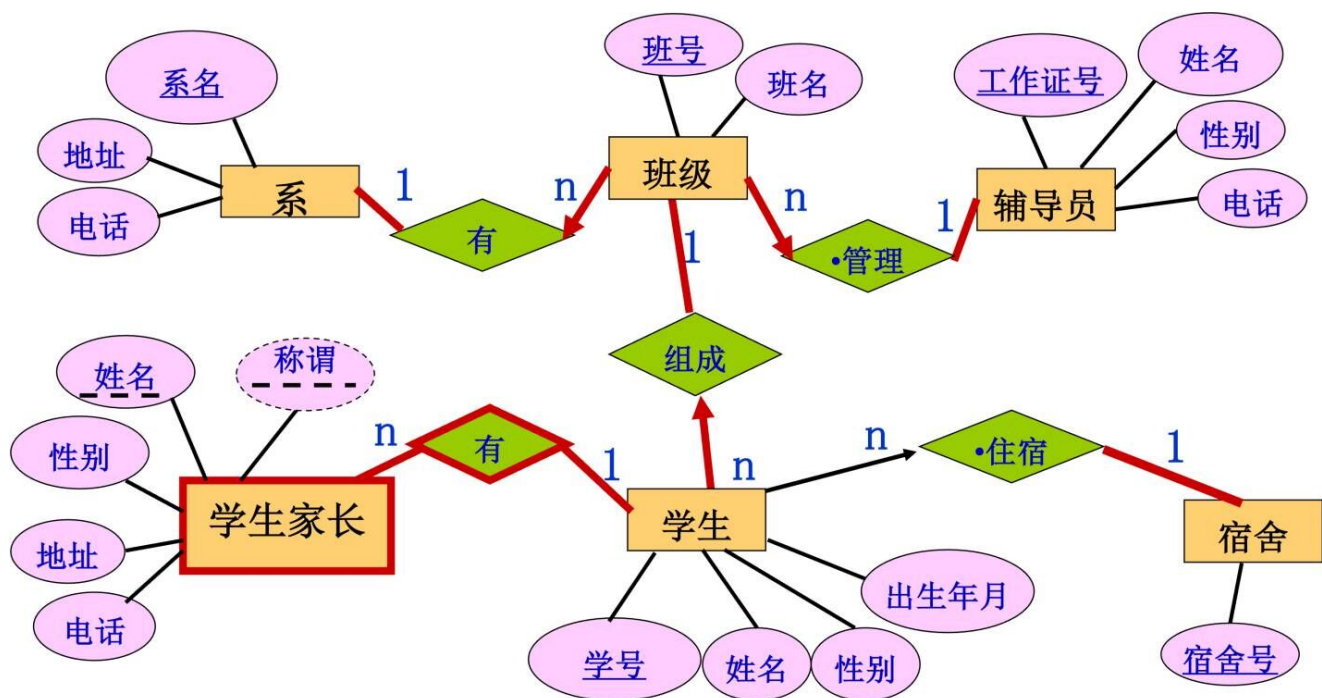 系名
班号
班名
工作证号
姓名
地址
性别
系
1
n
班级
n
1
辅导员
电话
有
•管理
电话
1
组成
姓名
称谓
n
有
1
n
n
•住宿
1
性别
学生家长
学生
宿舍
地址
出生年月
电话
学号
姓名
性别
宿舍号